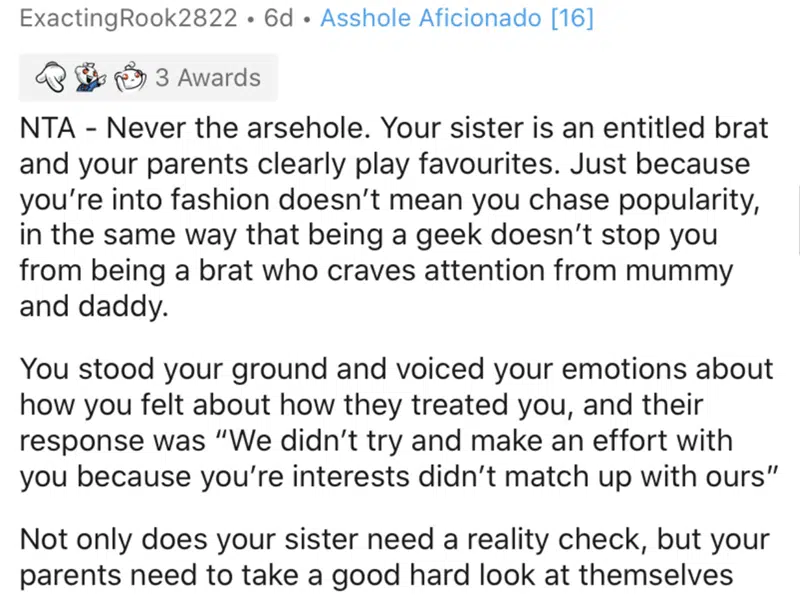 ExactingRook2822 • 6d • Asshole Aficionado [16]
3 Awards
NTA - Never the arsehole. Your sister is an entitled brat
and your parents clearly play favourites. Just because
you’re into fashion doesn’t mean you chase popularity,
in the same way that being a geek doesn’t stop you
from being a brat who craves attention from mummy
and daddy.
You stood your ground and voiced your emotions about
how you felt about how they treated you, and their
response was “We didn’t try and make an effort with
you because you’re interests didn’t match up with ours”
Not only does your sister need a reality check, but your
parents need to take a good hard look at themselves